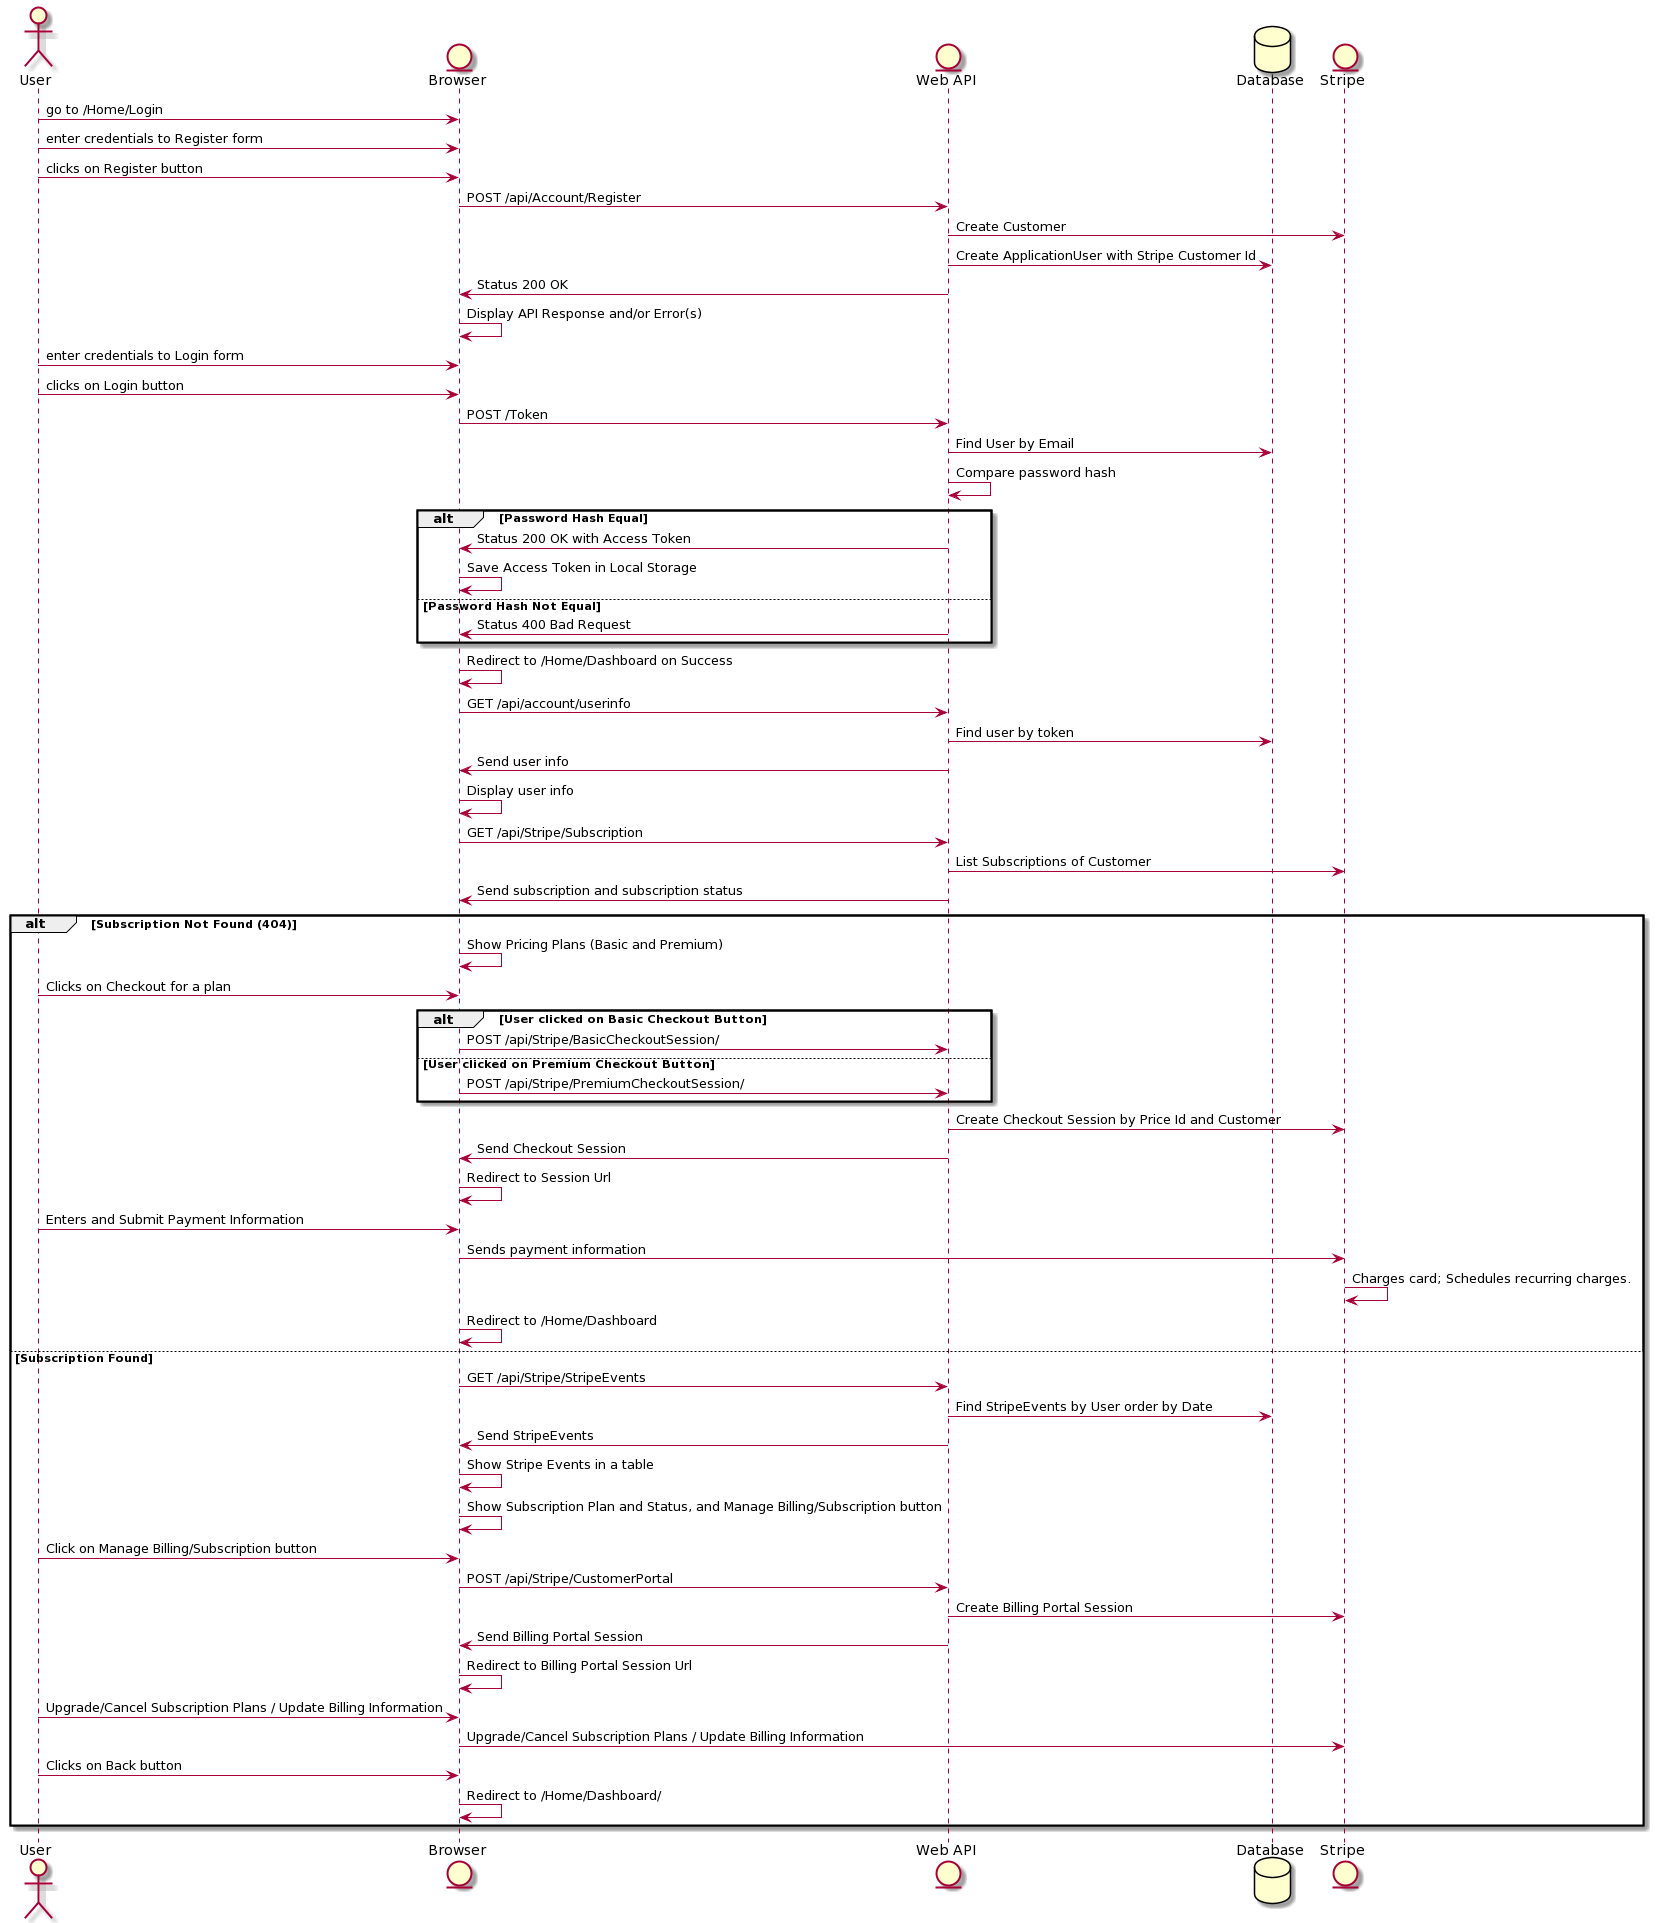 User
Browser
Web API
Database
Stripe
go to /Home/Login
enter credentials to Register form
clicks on Register button
POST /api/Account/Register
Create Customer
Create ApplicationUser with Stripe Customer Id
Status 200 OK
Display API Response and/or Error(s)
enter credentials to Login form
clicks on Login button
POST /Token
Find User by Email
Compare password hash
alt [Password Hash Equal]
Status 200 OK with Access Token
Save Access Token in Local Storage
[Password Hash Not Equal]
Status 400 Bad Request
Redirect to /Home/Dashboard on Success
GET /api/account/userinfo
Find user by token
Send user info
Display user info
GET /api/Stripe/Subscription
List Subscriptions of Customer
Send subscription and subscription status
alt [Subscription Not Found (404)]
Show Pricing Plans (Basic and Premium)
Clicks on Checkout for a plan
alt [User clicked on Basic Checkout Button]
POST /api/Stripe/BasicCheckoutSession/
[User clicked on Premium Checkout Button]
POST /api/Stripe/PremiumCheckoutSession/
Create Checkout Session by Price Id and Customer
Send Checkout Session
Redirect to Session Url
Enters and Submit Payment Information
Sends payment information
Charges card; Schedules recurring charges.
Redirect to /Home/Dashboard
[Subscription Found]
GET /api/Stripe/StripeEvents
Find StripeEvents by User order by Date
Send StripeEvents
Show Stripe Events in a table
Show Subscription Plan and Status, and Manage Billing/Subscription button
Click on Manage Billing/Subscription button
POST /api/Stripe/CustomerPortal
Create Billing Portal Session
Send Billing Portal Session
Redirect to Billing Portal Session Url
Upgrade/Cancel Subscription Plans / Update Billing Information
Upgrade/Cancel Subscription Plans / Update Billing Information
Clicks on Back button
Redirect to /Home/Dashboard/
User
Browser
Web API
Database
Stripe